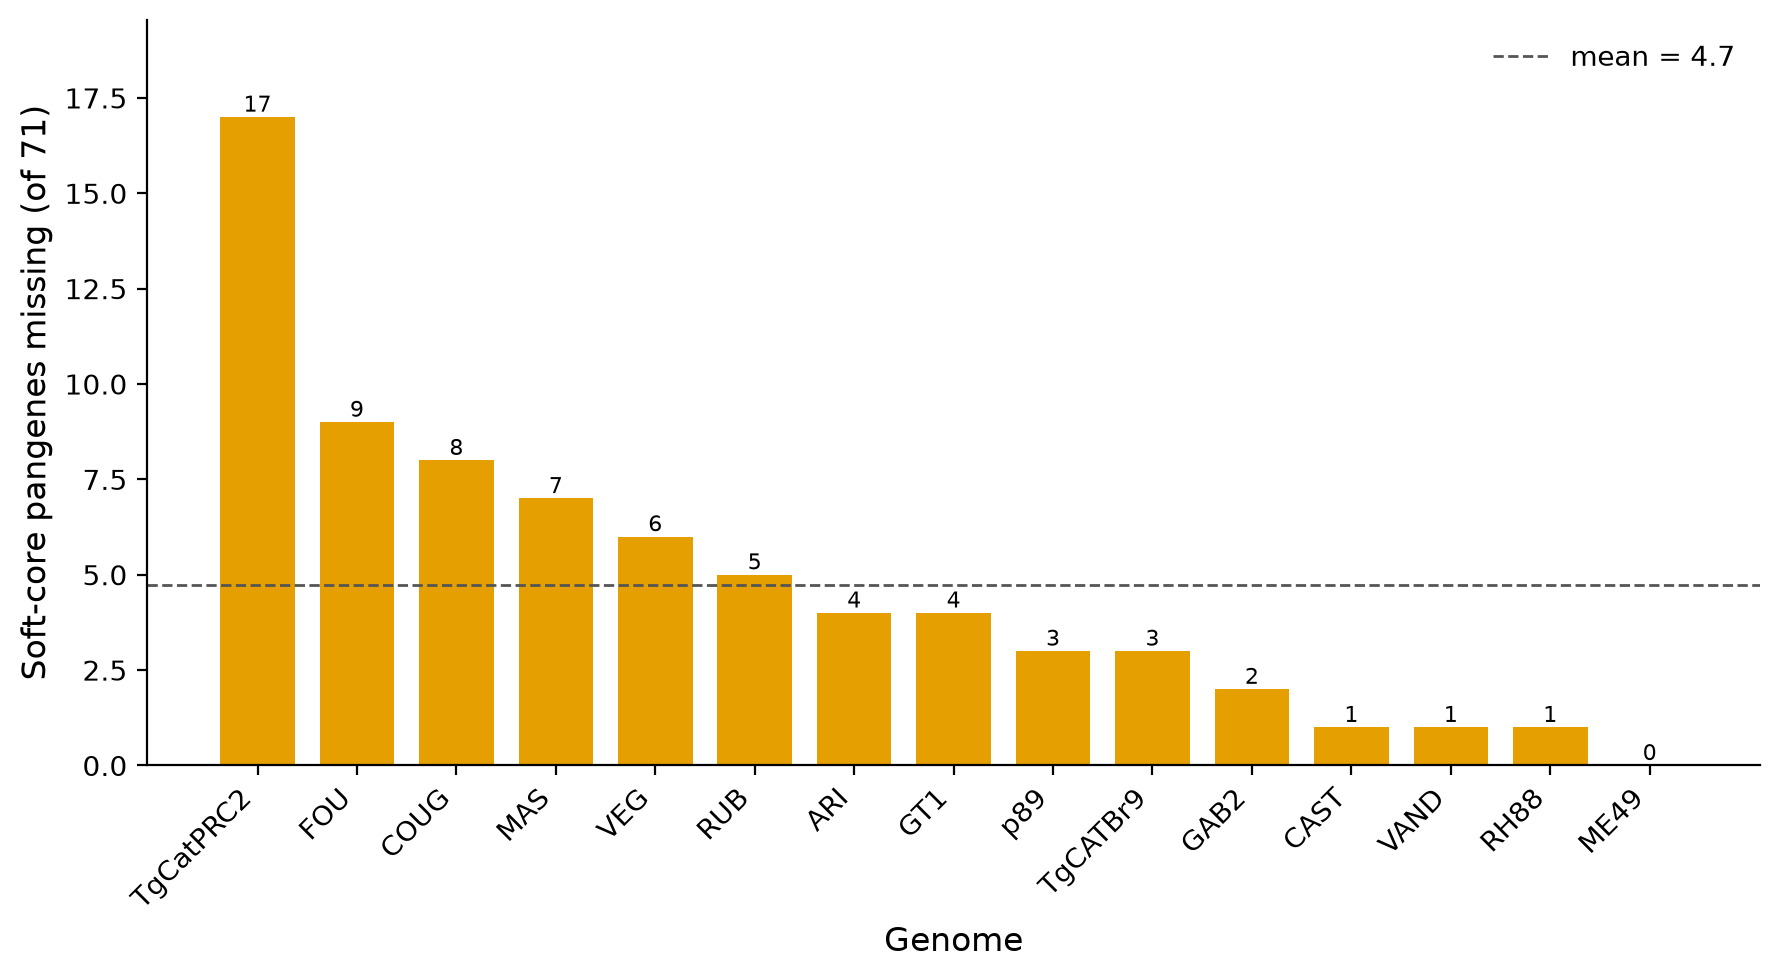 mean = 4.7
Soft-core pangenes missing (of 71)
17.5
15.0
12.5
10.0
7.5
5.0
2.5
0.0
17
9
8
7
6
5
4
4
3
3
2
1
1
1
0
TgCatPRC2
FOU
COUG
MAS
VEG
RUB
ARI
GT1
p89
TgCATBr9
GAB2
CAST
VAND
RH88
ME49
Genome